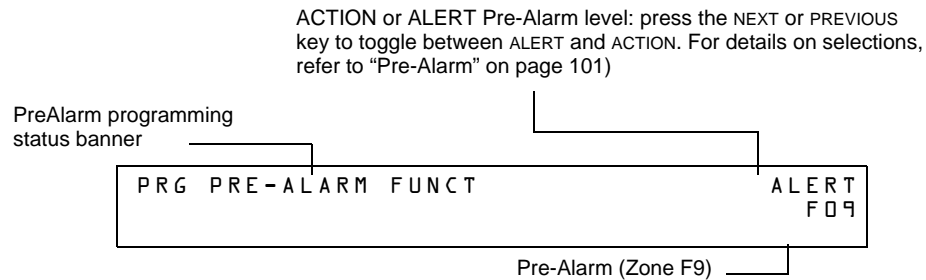 ACTION or ALERT Pre-Alarm level: press the NEXT or PREVIOUS
key to toggle between ALERT and ACTION. For details on selections,
refer to “Pre-Alarm” on page 101)
PreAlarm programming
status banner
PRG PRE-ALARM FUNCT ALERT
F09
Pre-Alarm (Zone F9)